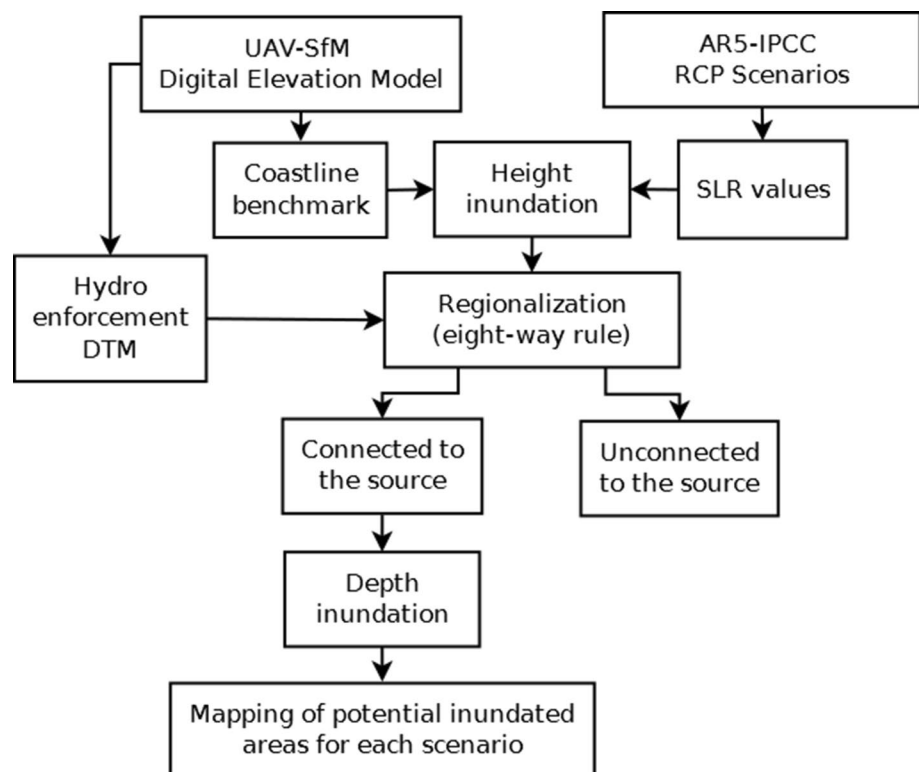 UAV-SfM
Digital Elevation Model
AR5-IPCC
RCP Scenarios
Coastline
benchmark
Height
inundation
SLR values
Hydro
enforcement
DTM
Regionalization
(eight-way rule)
Connected to
the source
Unconnected
to the source
Depth
inundation
Mapping of potential inundated
areas for each scenario